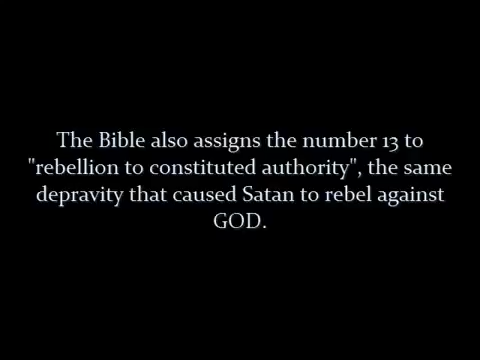 The Bible also assigns the number 13 to
"rebellion to constituted authority", the same
depravity that caused Satan to rebel against
GOD.